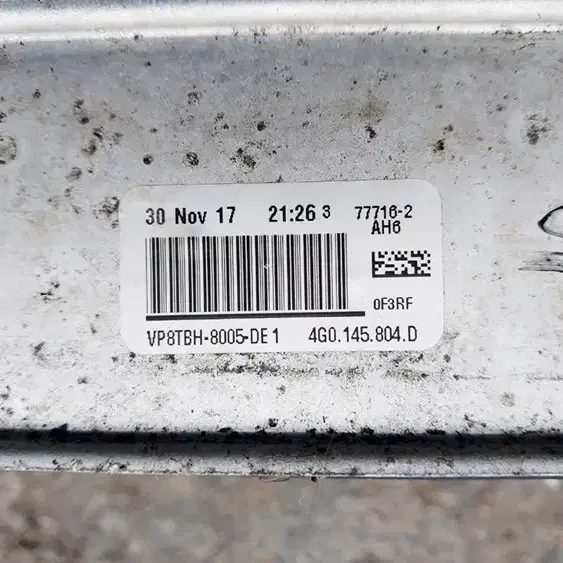 30 Nov 17 21:26 3 77716-2
AH6
0F3RF
VP8TBH-8005-DE 1 4G0.145.804.D